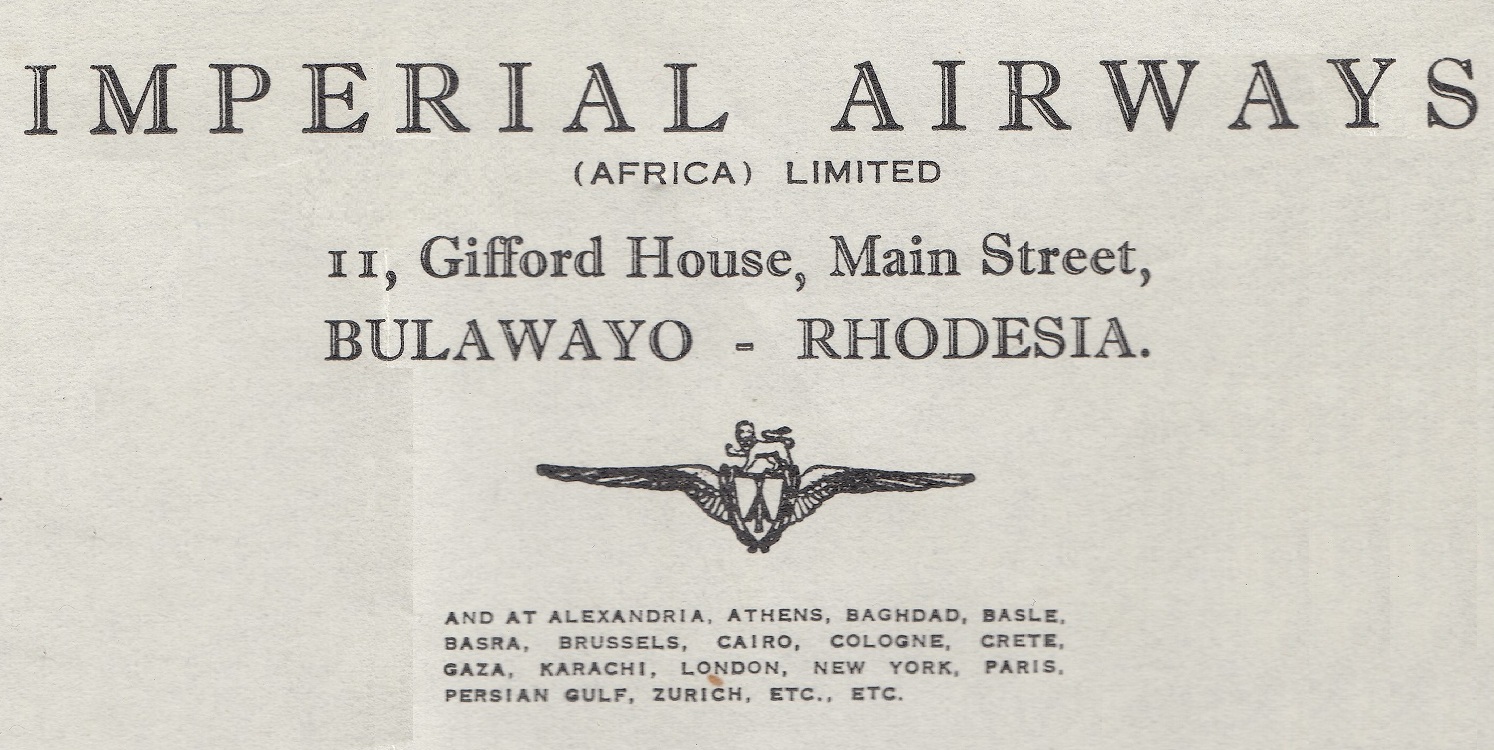 IMPERIAL AIRWAYS
(AFRICA) LIMITED
11, Gifford House, Main Street,
BULAWAYO - RHODESIA.
AND AT ALEXANDRIA, ATHENS, BAGHDAD, BASLE,
BASRA, BRUSSELS, CAIRO, COLOGNE, CRETE,
GAZA, KARACHI, LONDON, NEW YORK, PARIS,
PERSIAN GULF, ZURICH, ETC., ETC.